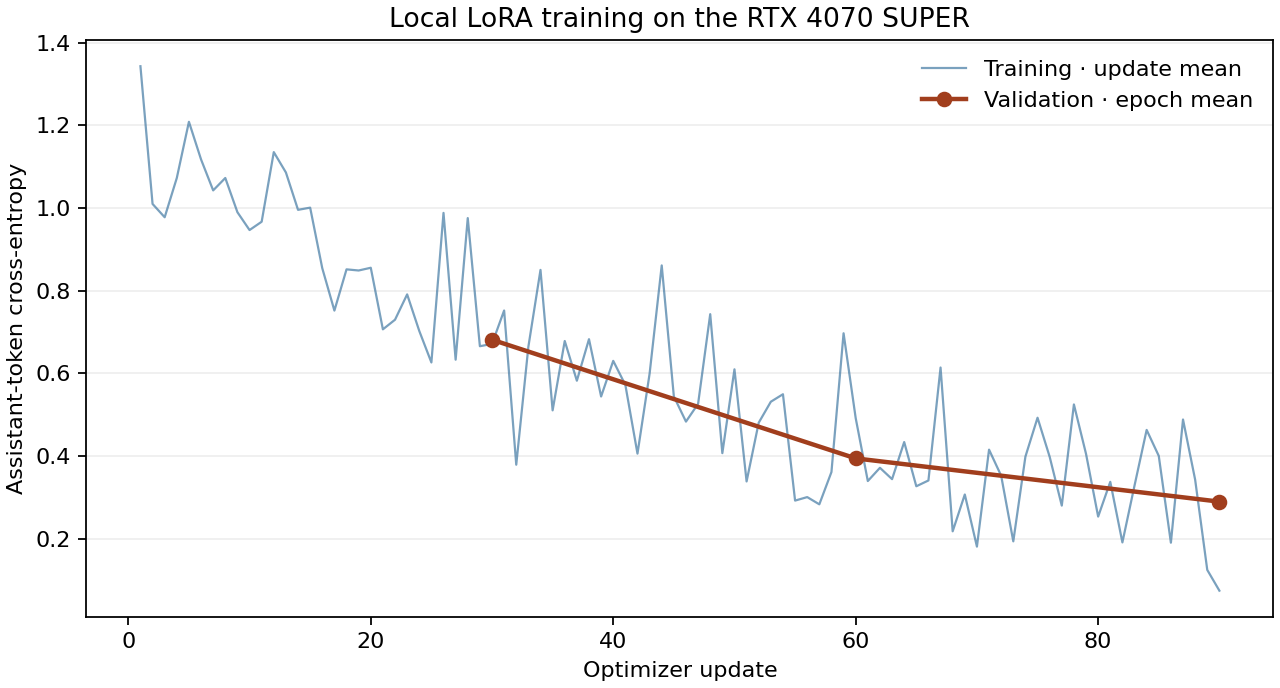 Local LoRA training on the RTX 4070 SUPER
Training · update mean
Validation · epoch mean
Assistant-token cross-entropy
1.4
1.2
1.0
0.8
0.6
0.4
0.2
0 20 40 60 80
Optimizer update